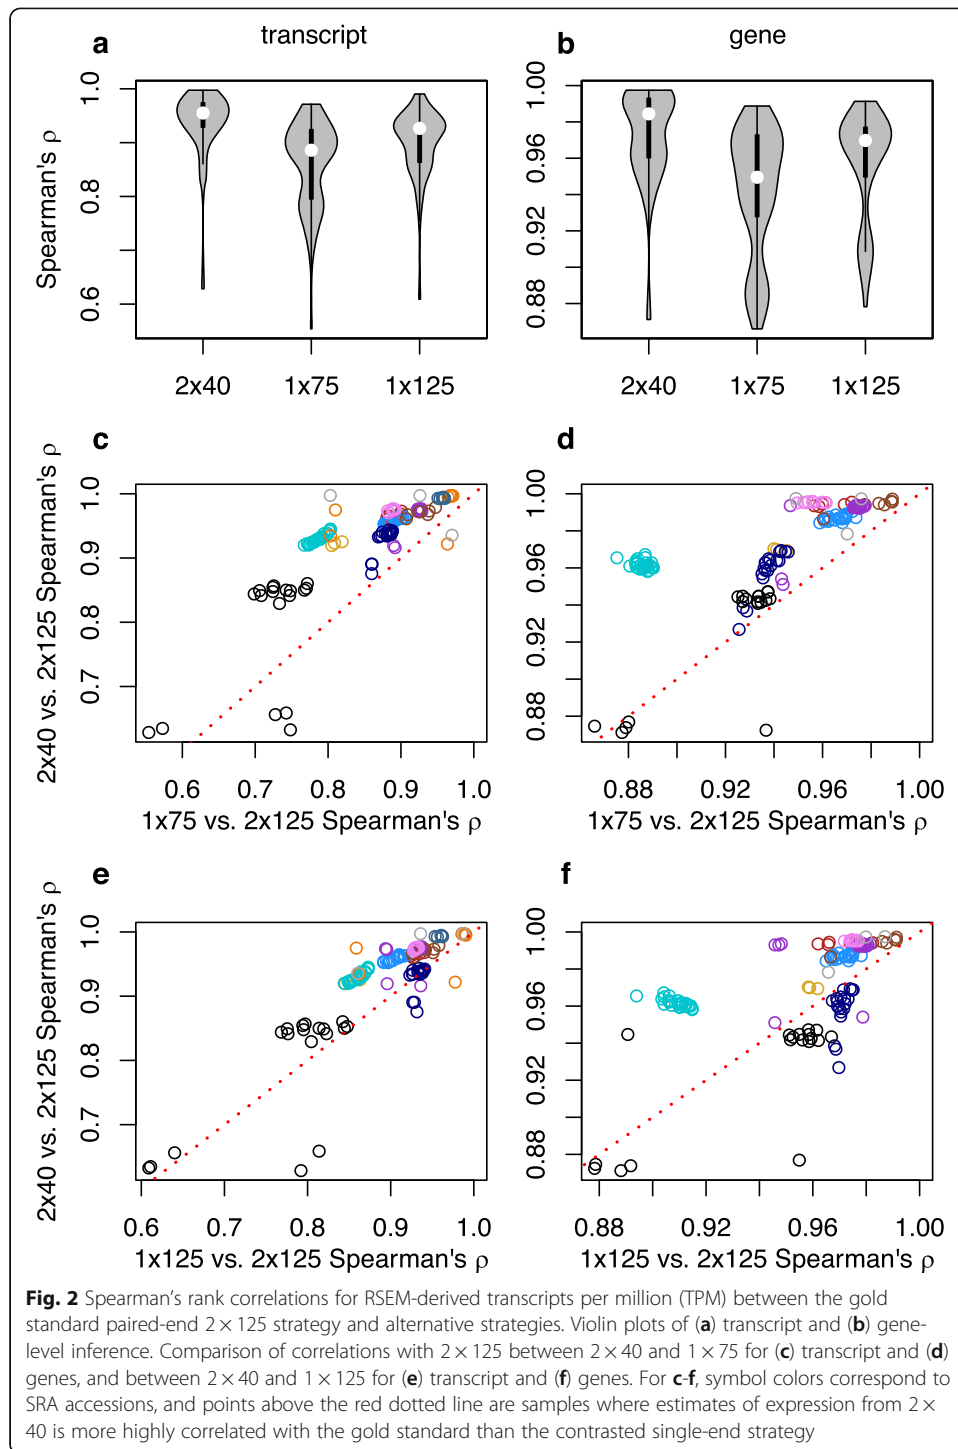 a transcript b gene
Spearman's ρ
1.0
0.8
0.6
1.00
0.96
0.92
0.88
2x40 1x75 1x125 2x40 1x75 1x125
c d
2x40 vs. 2x125 Spearman's ρ
1.0
0.9
0.8
0.7
1.00
0.96
0.92
0.88
0.6 0.7 0.8 0.9 1.0 0.88 0.92 0.96 1.00
1x75 vs. 2x125 Spearman's ρ 1x75 vs. 2x125 Spearman's ρ
e f
2x40 vs. 2x125 Spearman's ρ
1.0
0.9
0.8
0.7
1.00
0.96
0.92
0.88
0.6 0.7 0.8 0.9 1.0 0.88 0.92 0.96 1.00
1x125 vs. 2x125 Spearman's ρ 1x125 vs. 2x125 Spearman's ρ
Fig. 2 Spearman's rank correlations for RSEM-derived transcripts per million (TPM) between the gold
standard paired-end 2 × 125 strategy and alternative strategies. Violin plots of (a) transcript and (b) gene-
level inference. Comparison of correlations with 2 × 125 between 2 × 40 and 1 × 75 for (c) transcript and (d)
genes, and between 2 × 40 and 1 × 125 for (e) transcript and (f) genes. For c-f, symbol colors correspond to
SRA accessions, and points above the red dotted line are samples where estimates of expression from 2 ×
40 is more highly correlated with the gold standard than the contrasted single-end strategy